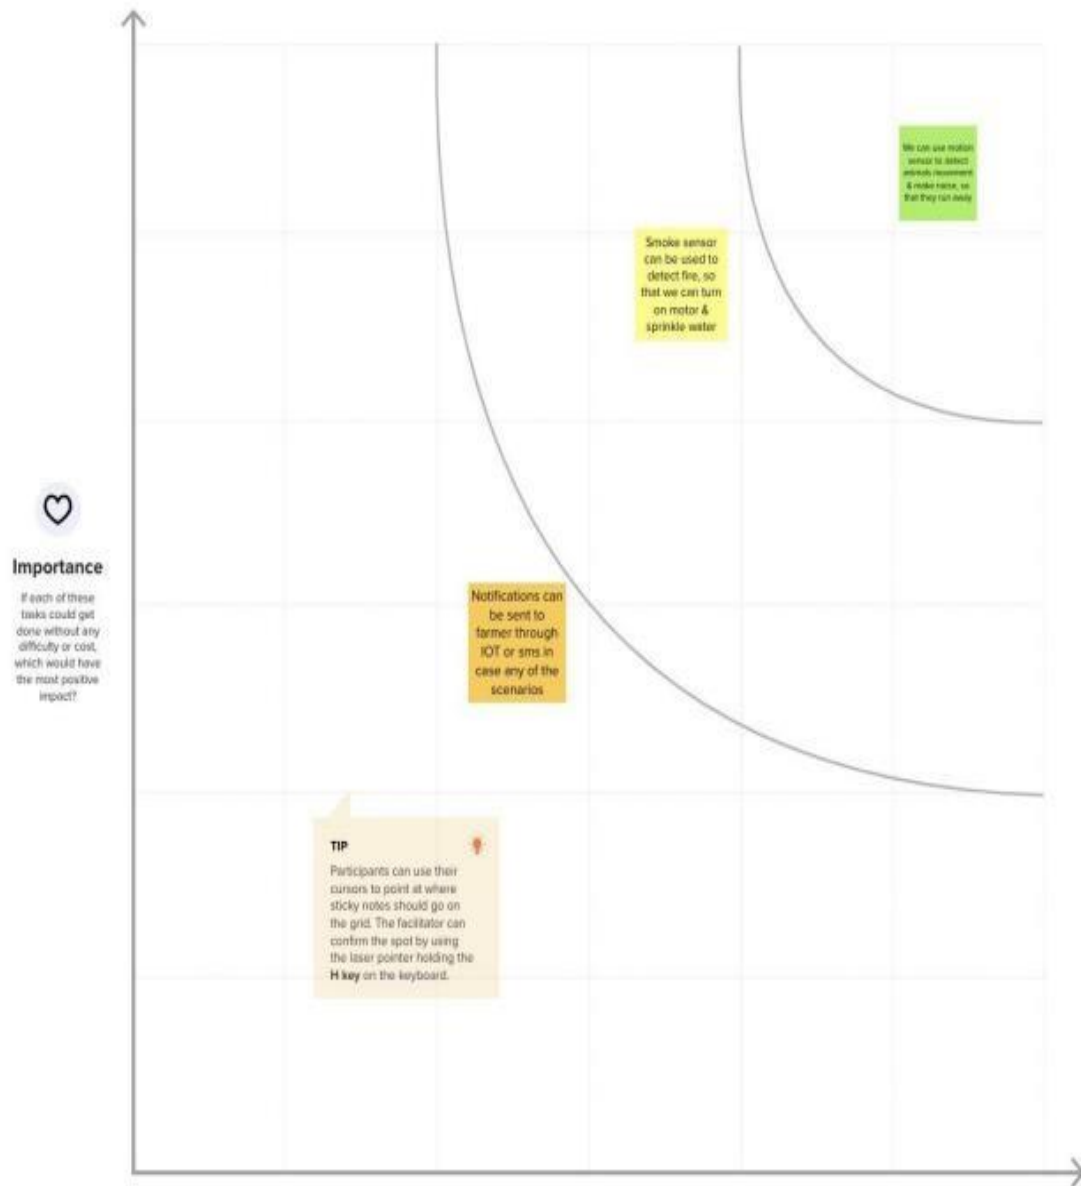 We can use motion
sensor to detect
animals movement
& make noise, so
that they run away
Smoke sensor
can be used to
detect fire, so
that we can turn
on motor &
sprinkle water
Importance
If each of these
tasks could get
done without any
difficulty or cost,
which would have
the most positive
impact?
Notifications can
be sent to
farmer through
IOT or sms in
case any of the
scenarios
TIP
Participants can use their
cursors to point at where
sticky notes should go on
the grid. The facilitator can
confirm the spot by using
the laser pointer holding the
H key on the keyboard.